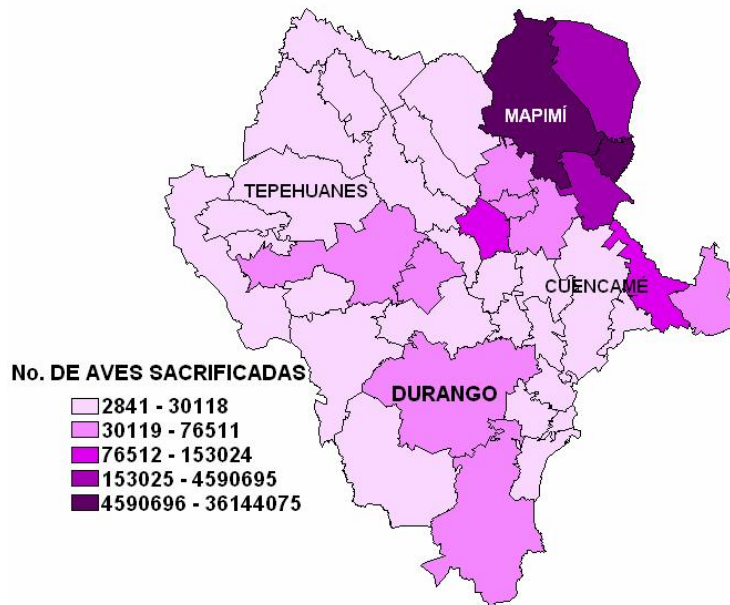 MAPIMÍ
TEPEHUANES
CUENCAMÉ
No. DE AVES SACRIFICADAS
DURANGO
2841 - 30118
30119 - 76511
76512 - 153024
153025 - 4590695
4590696 - 36144075